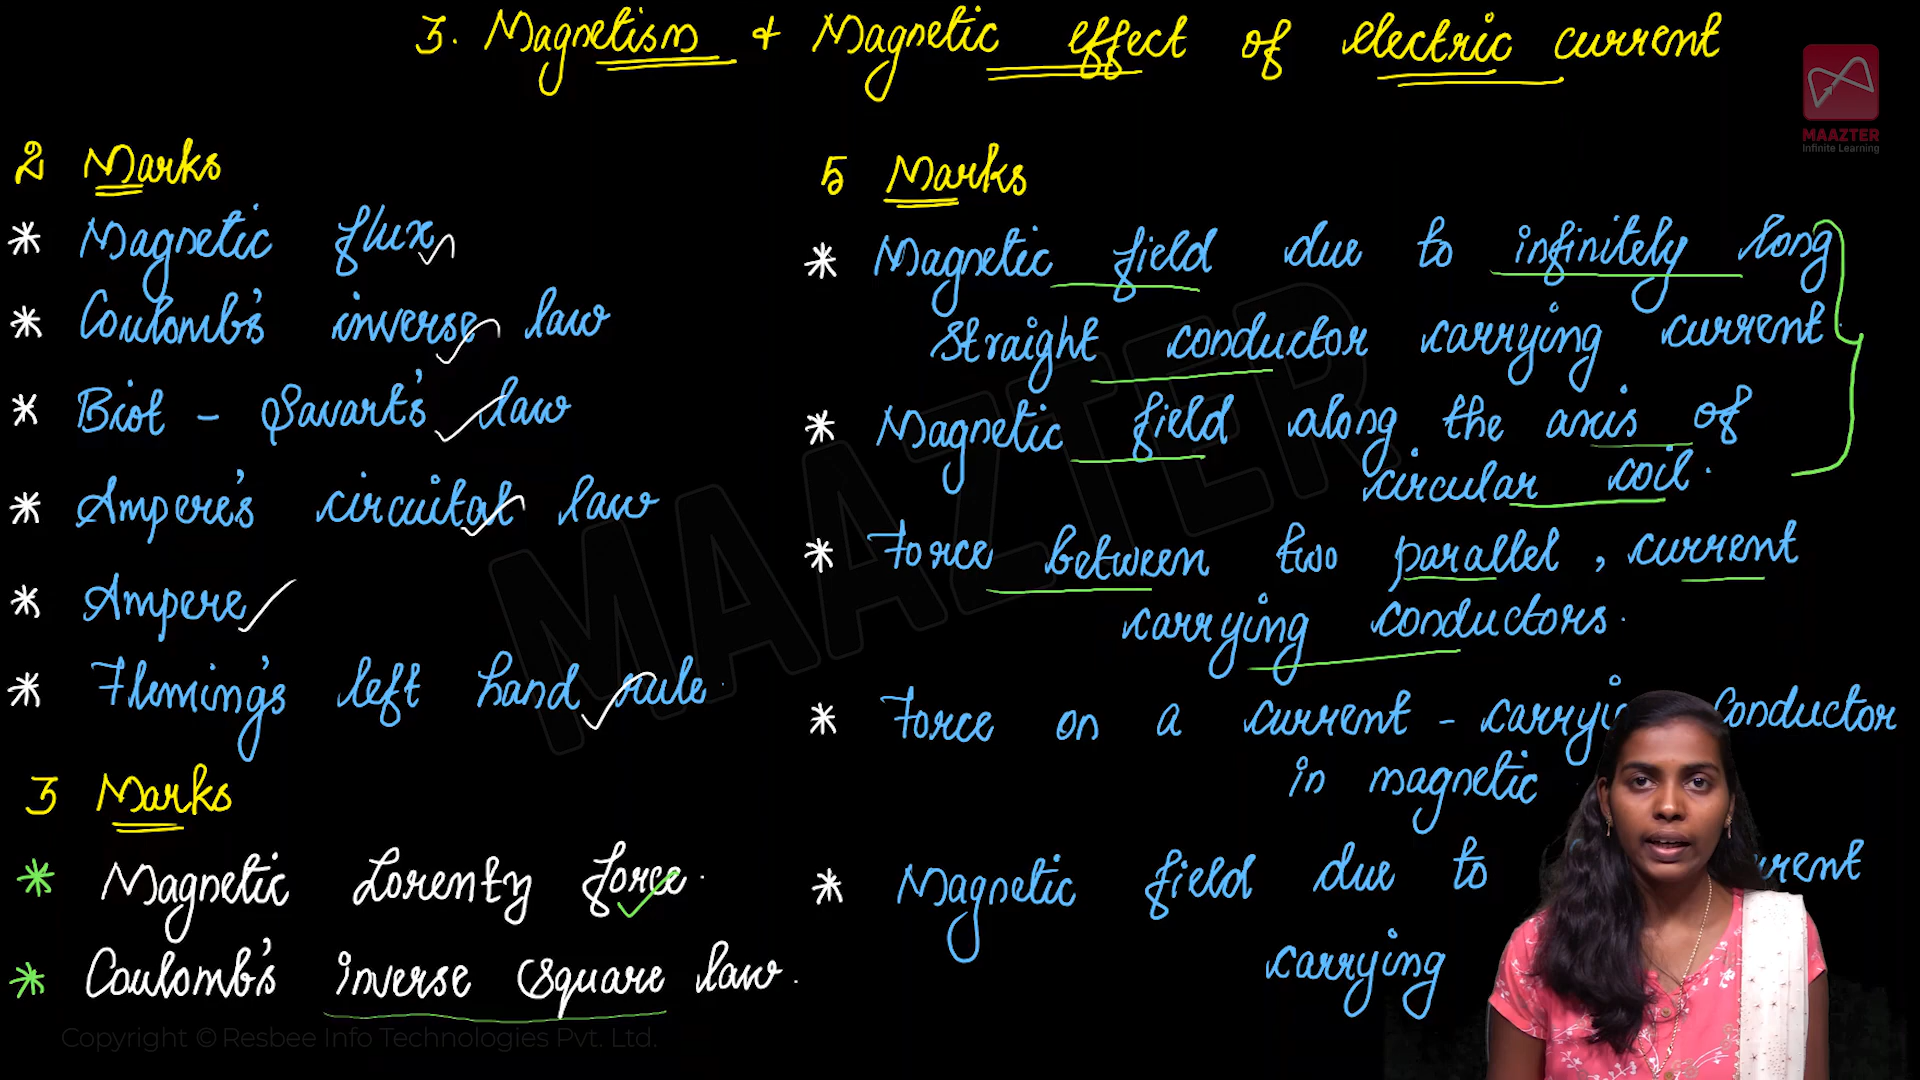 3. Magnetism & Magnetic effect of electric current
MAAZTER
Infinite Learning
2 Marks
* Magnetic flux
* Coulomb's inverse law
* Biot - Savart's law
* Ampere's circuital law
* Ampere
* Fleming's left hand rule.
3 Marks
* Magnetic Lorentz force.
* Coulomb's inverse square law.
5 Marks
* Magnetic field due to infinitely long
straight conductor carrying current
* Magnetic field along the axis of
circular coil.
* Force between two parallel, current
carrying conductors.
* Force on a current - carrying conductor
in magnetic
* Magnetic field due to
carrying
MAAZTER
Copyright © Resbee Info Technologies Pvt. Ltd.